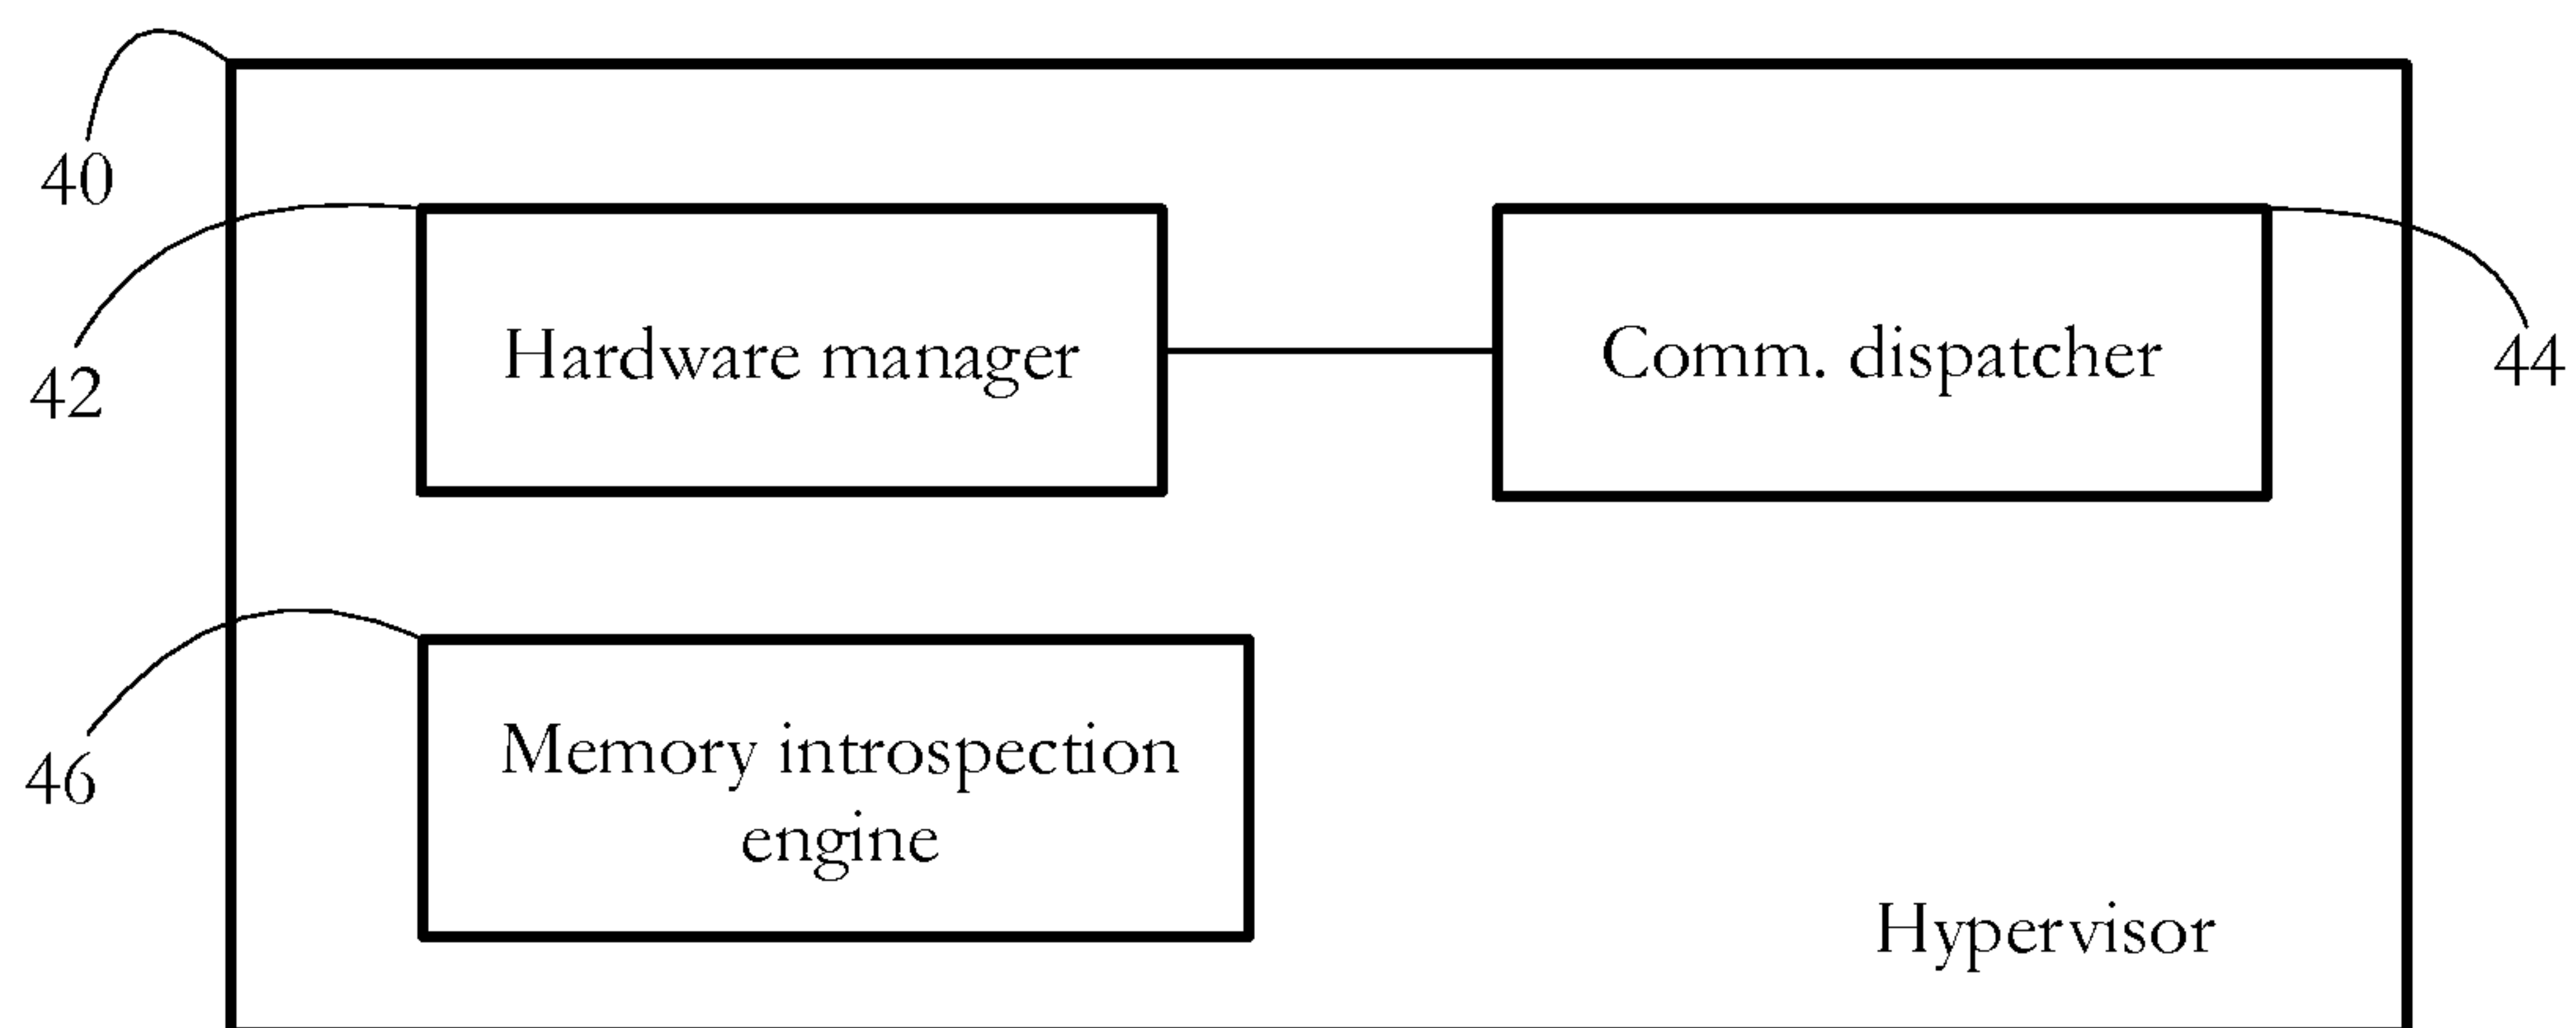 40
42
Hardware manager
Comm. dispatcher
44
46
Memory introspection
engine
Hypervisor